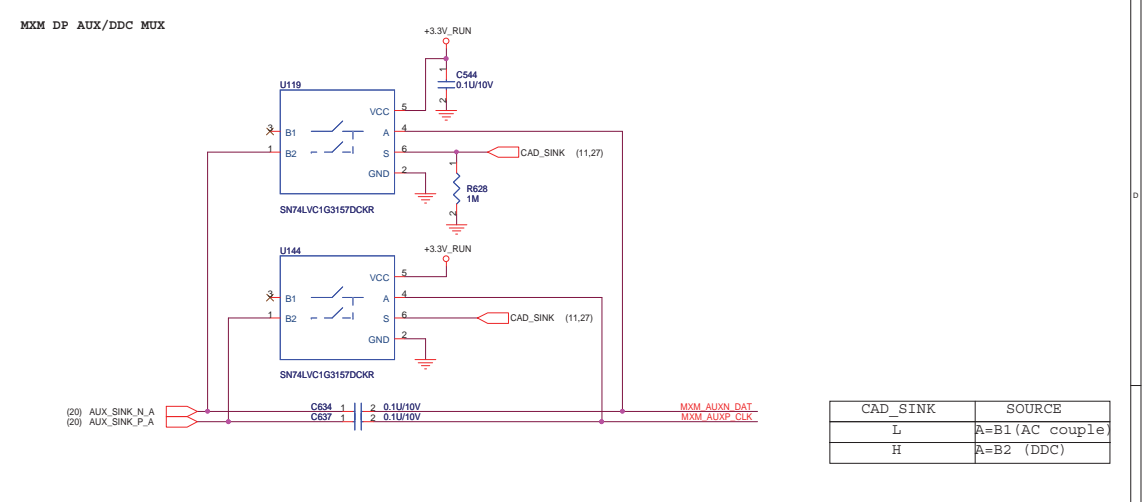 MXM DP AUX/DDC MUX
+3.3V_RUN
1
C544
0.1U/10V
2
U119
VCC 5
3 B1 A 4
1 B2 S 6 CAD_SINK (11,27)
GND 2
1
R628
1M
2
SN74LVC1G3157DCKR
U144
+3.3V_RUN
VCC 5
3 B1 A 4
1 B2 S 6 CAD_SINK (11,27)
GND 2
SN74LVC1G3157DCKR
(20) AUX_SINK_N_A C634 1 2 0.1U/10V MXM_AUXN_DAT
(20) AUX_SINK_P_A C637 1 2 0.1U/10V MXM_AUXP_CLK
CAD_SINK SOURCE
L A=B1(AC couple)
H A=B2 (DDC)
D